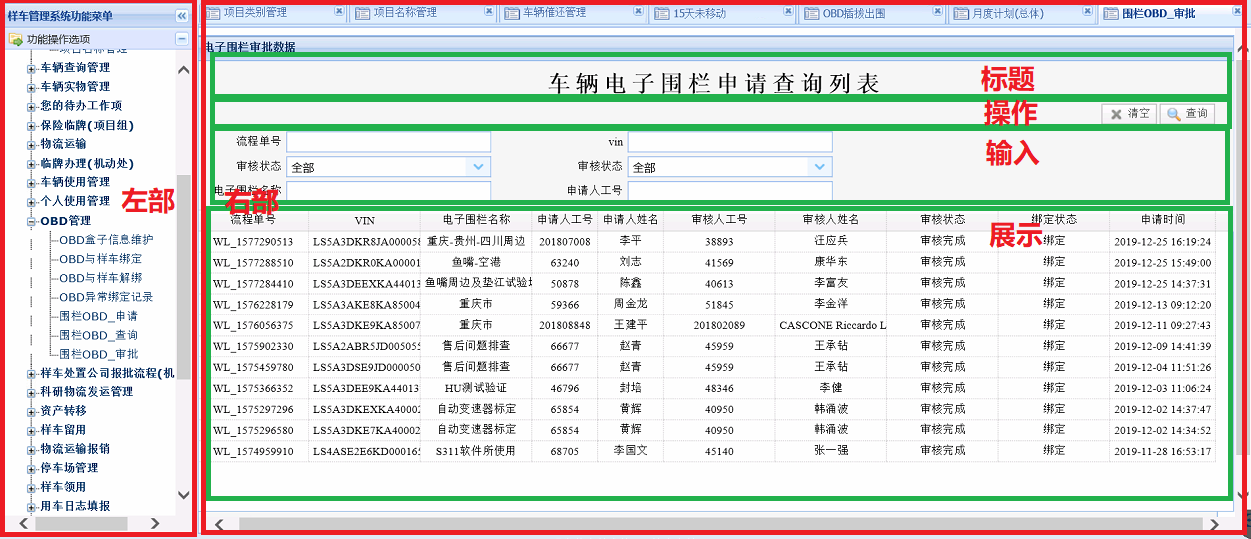 样车管理系统功能菜单
功能操作选项
项目名称管理
车辆查询管理
车辆实物管理
您的待办工作项
保险临牌(项目组)
物流运输
临牌办理(机动处)
车辆使用管理
个人使用管理
OBD管理
OBD盒子信息维护
OBD与样车绑定
OBD与样车解绑
OBD异常绑定记录
围栏OBD_申请
围栏OBD_查询
围栏OBD_审批
样车处置公司报批流程(机
科研物流发运管理
资产转移
样车留用
物流运输报销
停车场管理
样车领用
用车日志填报
左部
项目类别管理 项目名称管理 车辆催还管理 15天未移动 OBD插拔出围 月度计划(总体) 围栏OBD_审批
电子围栏审批数据
车辆电子围栏申请查询列表 标题
操作 清空 查询
流程单号 vin 输入
审核状态 全部 审核状态 全部
电子围栏名称 申请人工号
右部
展示
流程单号 VIN 电子围栏名称 申请人工号 申请人姓名 审核人工号 审核人姓名 审核状态 绑定状态 申请时间
WL_1577290513 LS5A3DKR8JA000058 重庆-贵州-四川周边 201807008 李平 38893 汪应兵 审核完成 绑定 2019-12-25 16:19:24
WL_1577288510 LS5A2DKR0KA00001 鱼嘴-空港 63240 刘志 41569 康华东 审核完成 绑定 2019-12-25 15:49:00
WL_1577284410 LS5A3DEEXKA44013 鱼嘴周边及垫江试验场 50878 陈鑫 40613 李富友 审核完成 绑定 2019-12-25 14:37:31
WL_1576228179 LS5A3AKE8KA85004 重庆市 59366 周金龙 51845 李金洋 审核完成 绑定 2019-12-13 09:12:20
WL_1576056375 LS5A3DKE9KA85007 重庆市 201808848 王建平 201802089 CASCONE Riccardo L 审核完成 绑定 2019-12-11 09:27:43
WL_1575902330 LS5A2ABR5JD005055 售后问题排查 66677 赵青 45959 王承钻 审核完成 绑定 2019-12-09 14:41:39
WL_1575459780 LS5A3DSE9JD000050 售后问题排查 66677 赵青 45959 王承钻 审核完成 绑定 2019-12-04 11:51:26
WL_1575366352 LS5A3DEE9KA44013 HU测试验证 46796 封培 48346 李健 审核完成 绑定 2019-12-03 11:06:24
WL_1575297296 LS5A3DKEXKA40002 自动变速器标定 65854 黄辉 40950 韩涌波 审核完成 绑定 2019-12-02 14:37:47
WL_1575296580 LS5A3DKE7KA40002 自动变速器标定 65854 黄辉 40950 韩涌波 审核完成 绑定 2019-12-02 14:34:52
WL_1574959910 LS4ASE2E6KD000165 S311软件所使用 68705 李国文 45140 张一强 审核完成 绑定 2019-11-28 16:53:17